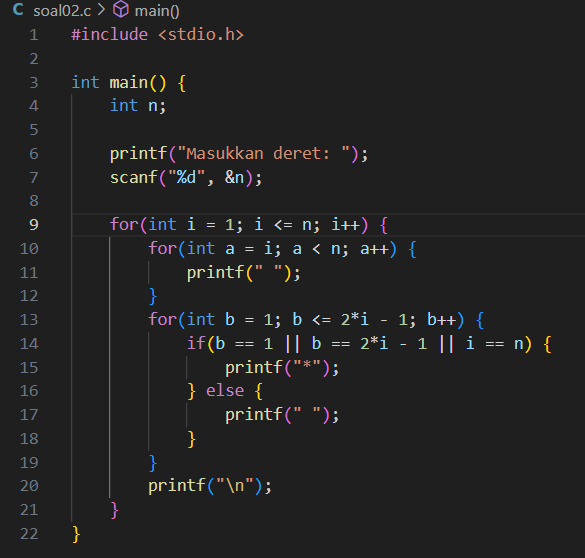 C soal02.c > main()
1 #include <stdio.h>
2
3 int main() {
4     int n;
5
6     printf("Masukkan deret: ");
7     scanf("%d", &n);
8
9     for(int i = 1; i <= n; i++) {
10         for(int a = i; a < n; a++) {
11             printf(" ");
12         }
13         for(int b = 1; b <= 2*i - 1; b++) {
14             if(b == 1 || b == 2*i - 1 || i == n) {
15                 printf("*");
16             } else {
17                 printf(" ");
18             }
19         }
20         printf("\n");
21     }
22 }